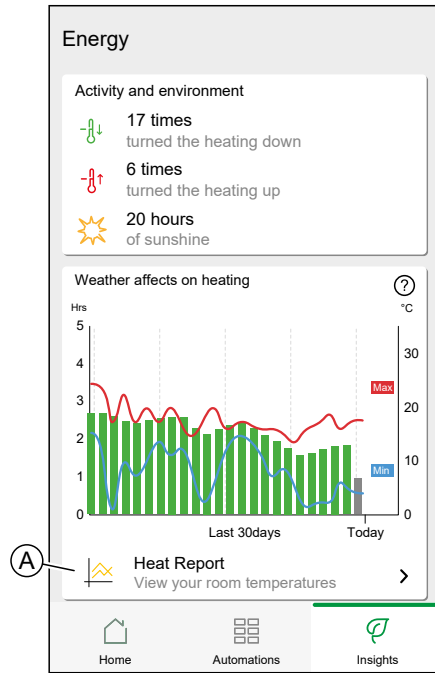 Energy
Activity and environment
17 times
turned the heating down
6 times
turned the heating up
20 hours
of sunshine
Weather affects on heating
?
Hrs
°C
5
4
3
2
1
0
30
20
10
0
Max
Min
Last 30days
Today
A
Heat Report
View your room temperatures
Home
Automations
Insights